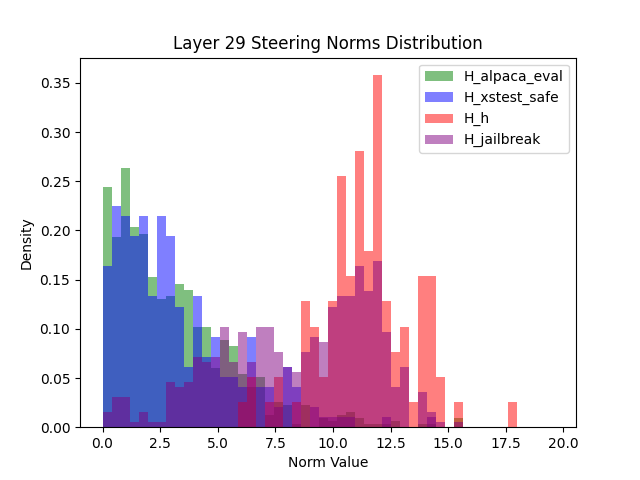 Layer 29 Steering Norms Distribution
H_alpaca_eval
H_xstest_safe
H_h
H_jailbreak
Density
0.35
0.30
0.25
0.20
0.15
0.10
0.05
0.00
0.0 2.5 5.0 7.5 10.0 12.5 15.0 17.5 20.0
Norm Value